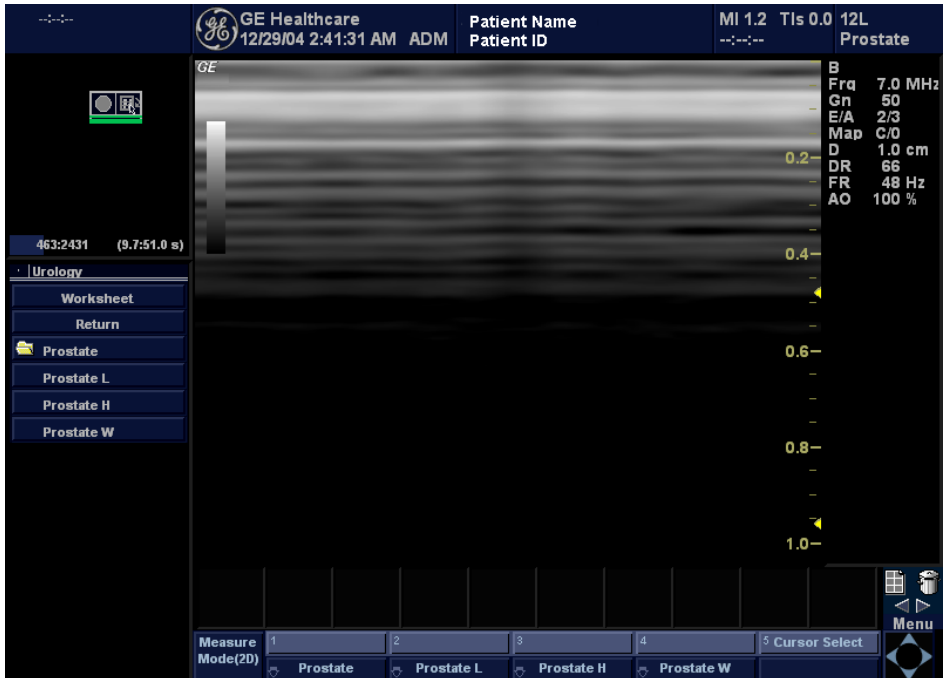 --:--:--
GE Healthcare
12/29/04 2:41:31 AM ADM
Patient Name
Patient ID
MI 1.2 TIs 0.0
--:--:--
12L
Prostate
GE
B
Frq 7.0 MHz
Gn 50
E/A 2/3
Map C/0
D 1.0 cm
DR 66
FR 48 Hz
AO 100 %
0.2
0.4
0.6
0.8
1.0
463:2431 (9.7:51.0 s)
Urology
Worksheet
Return
Prostate
Prostate L
Prostate H
Prostate W
Menu
Measure
Mode(2D)
1
2
3
4
5 Cursor Select
Prostate
Prostate L
Prostate H
Prostate W